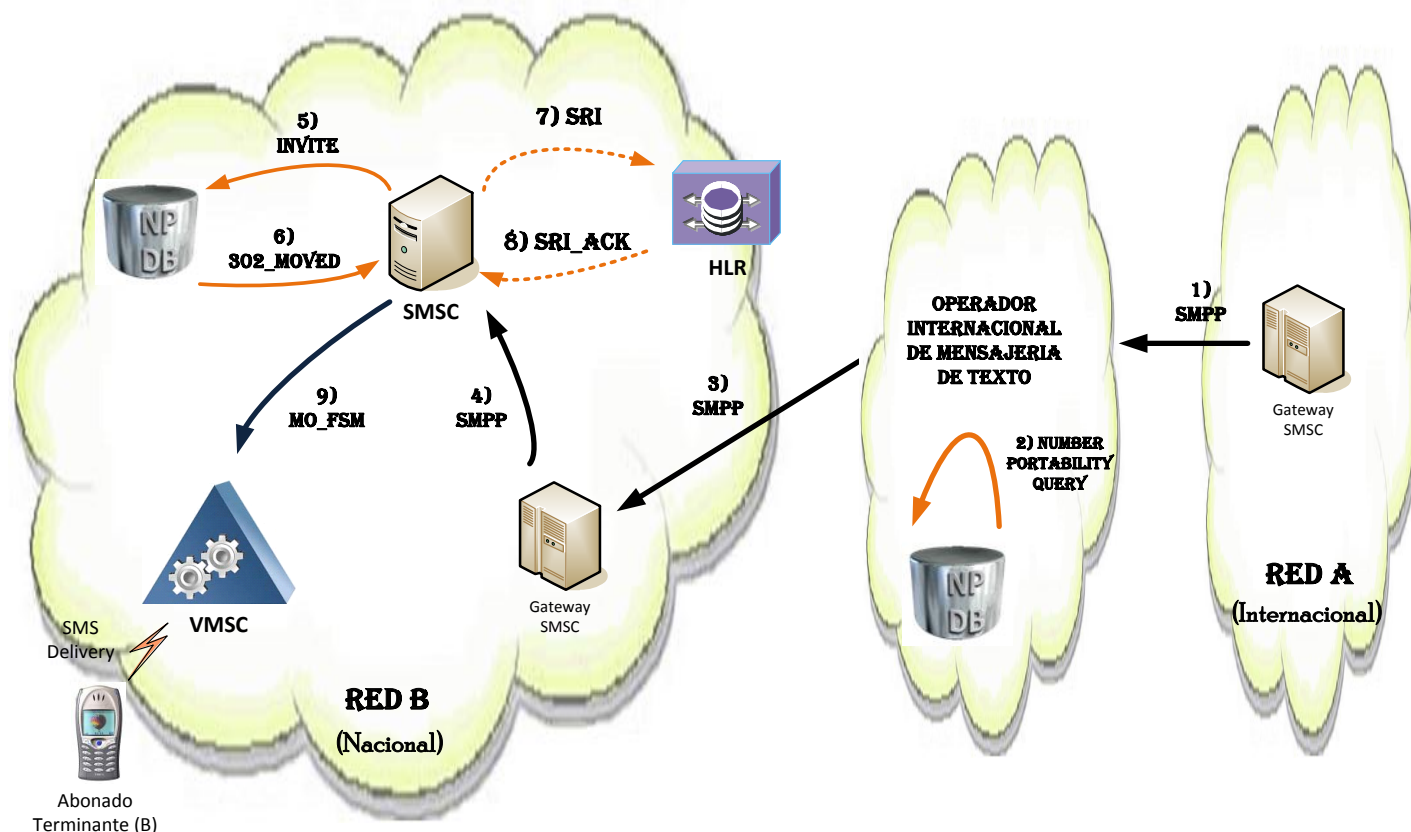 5)
INVITE
7) SRI
NP
DB
6)
302_MOVED
8) SRI_ACK
HLR
SMSC
9)
MO_FSM
4)
SMPP
3)
SMPP
Gateway
SMSC
VMSC
SMS
Delivery
RED B
(Nacional)
Abonado
Terminante (B)
OPERADOR
INTERNACIONAL
DE MENSAJERIA
DE TEXTO
2) NUMBER
PORTABILITY
QUERY
NP
DB
1)
SMPP
Gateway
SMSC
RED A
(Internacional)